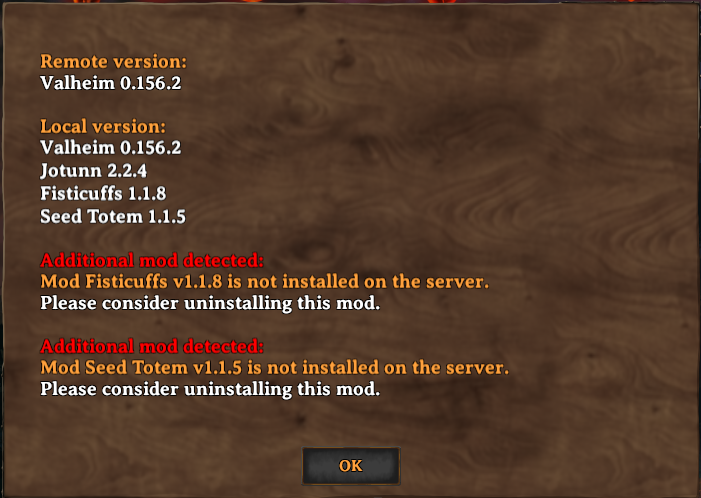 Remote version:
Valheim 0.156.2
Local version:
Valheim 0.156.2
Jotunn 2.2.4
Fisticuffs 1.1.8
Seed Totem 1.1.5
Additional mod detected:
Mod Fisticuffs v1.1.8 is not installed on the server.
Please consider uninstalling this mod.
Additional mod detected:
Mod Seed Totem v1.1.5 is not installed on the server.
Please consider uninstalling this mod.
OK